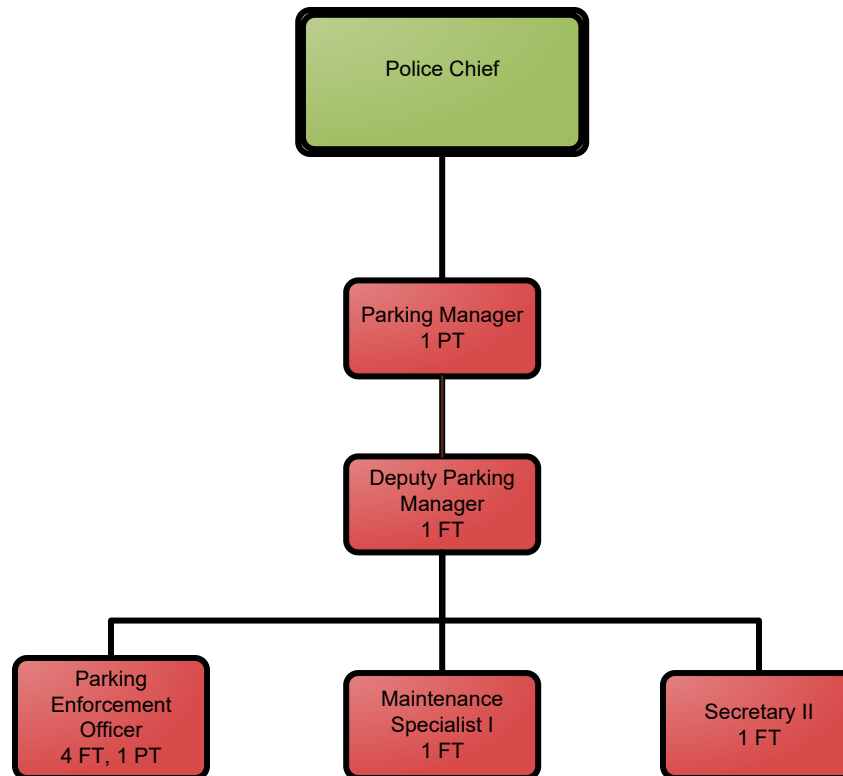 Police Chief
Parking Manager
1 PT
Deputy Parking
Manager
1 FT
Parking
Enforcement
Officer
4 FT, 1 PT
Maintenance
Specialist I
1 FT
Secretary II
1 FT